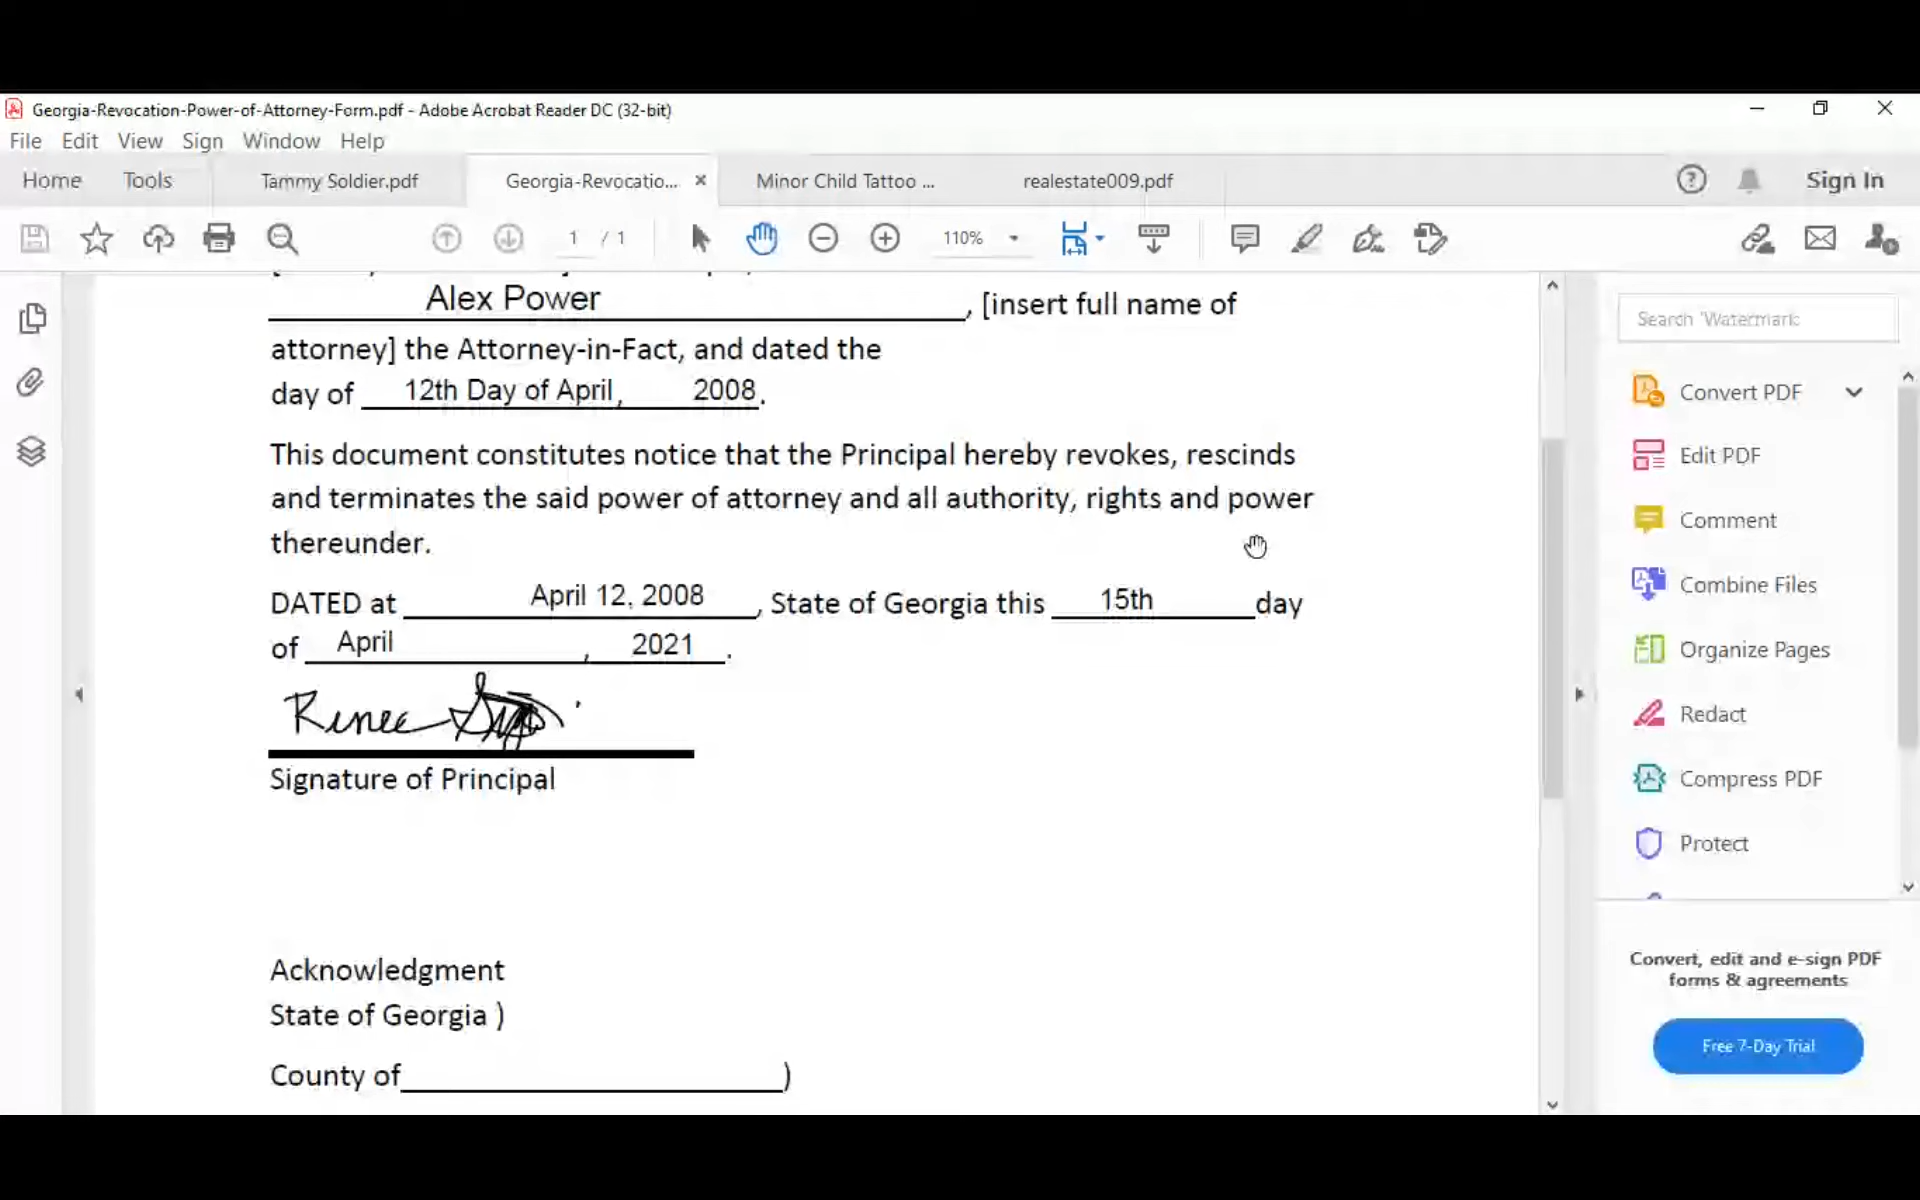 Georgia-Revocation-Power-of-Attorney-Form.pdf - Adobe Acrobat Reader DC (32-bit)
File Edit View Sign Window Help
Home Tools Tammy Soldier.pdf Georgia-Revocatio... Minor Child Tattoo ... realestate009.pdf Sign In
1 / 1 110%
Alex Power, [insert full name of
attorney] the Attorney-in-Fact, and dated the
day of 12th Day of April, 2008.
This document constitutes notice that the Principal hereby revokes, rescinds
and terminates the said power of attorney and all authority, rights and power
thereunder.
DATED at April 12, 2008, State of Georgia this 15th day
of April, 2021.
Renee
Signature of Principal
Acknowledgment
State of Georgia )
County of )
Search 'Watermark
Convert PDF
Edit PDF
Comment
Combine Files
Organize Pages
Redact
Compress PDF
Protect
Convert, edit and e-sign PDF
forms & agreements
Free 7-Day Trial